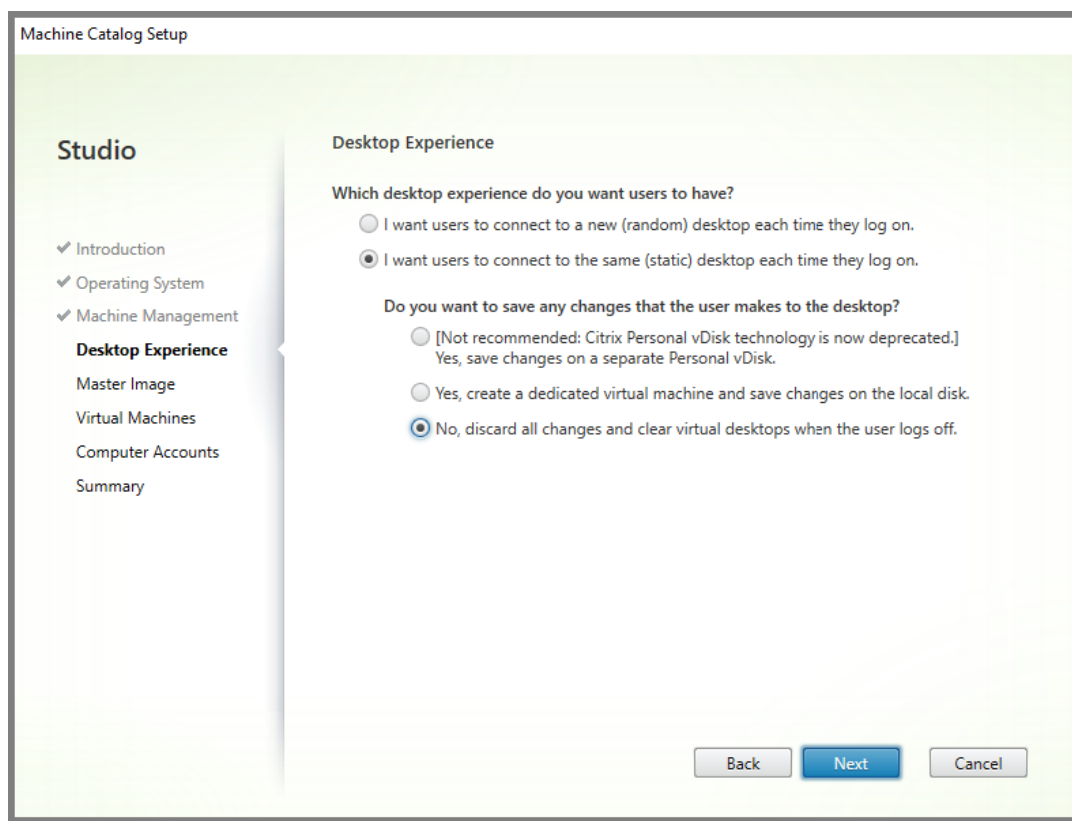 Machine Catalog Setup
Studio
Introduction
Operating System
Machine Management
Desktop Experience
Master Image
Virtual Machines
Computer Accounts
Summary
Desktop Experience
Which desktop experience do you want users to have?
I want users to connect to a new (random) desktop each time they log on.
I want users to connect to the same (static) desktop each time they log on.
Do you want to save any changes that the user makes to the desktop?
[Not recommended: Citrix Personal vDisk technology is now deprecated.]
Yes, save changes on a separate Personal vDisk.
Yes, create a dedicated virtual machine and save changes on the local disk.
No, discard all changes and clear virtual desktops when the user logs off.
Back
Next
Cancel